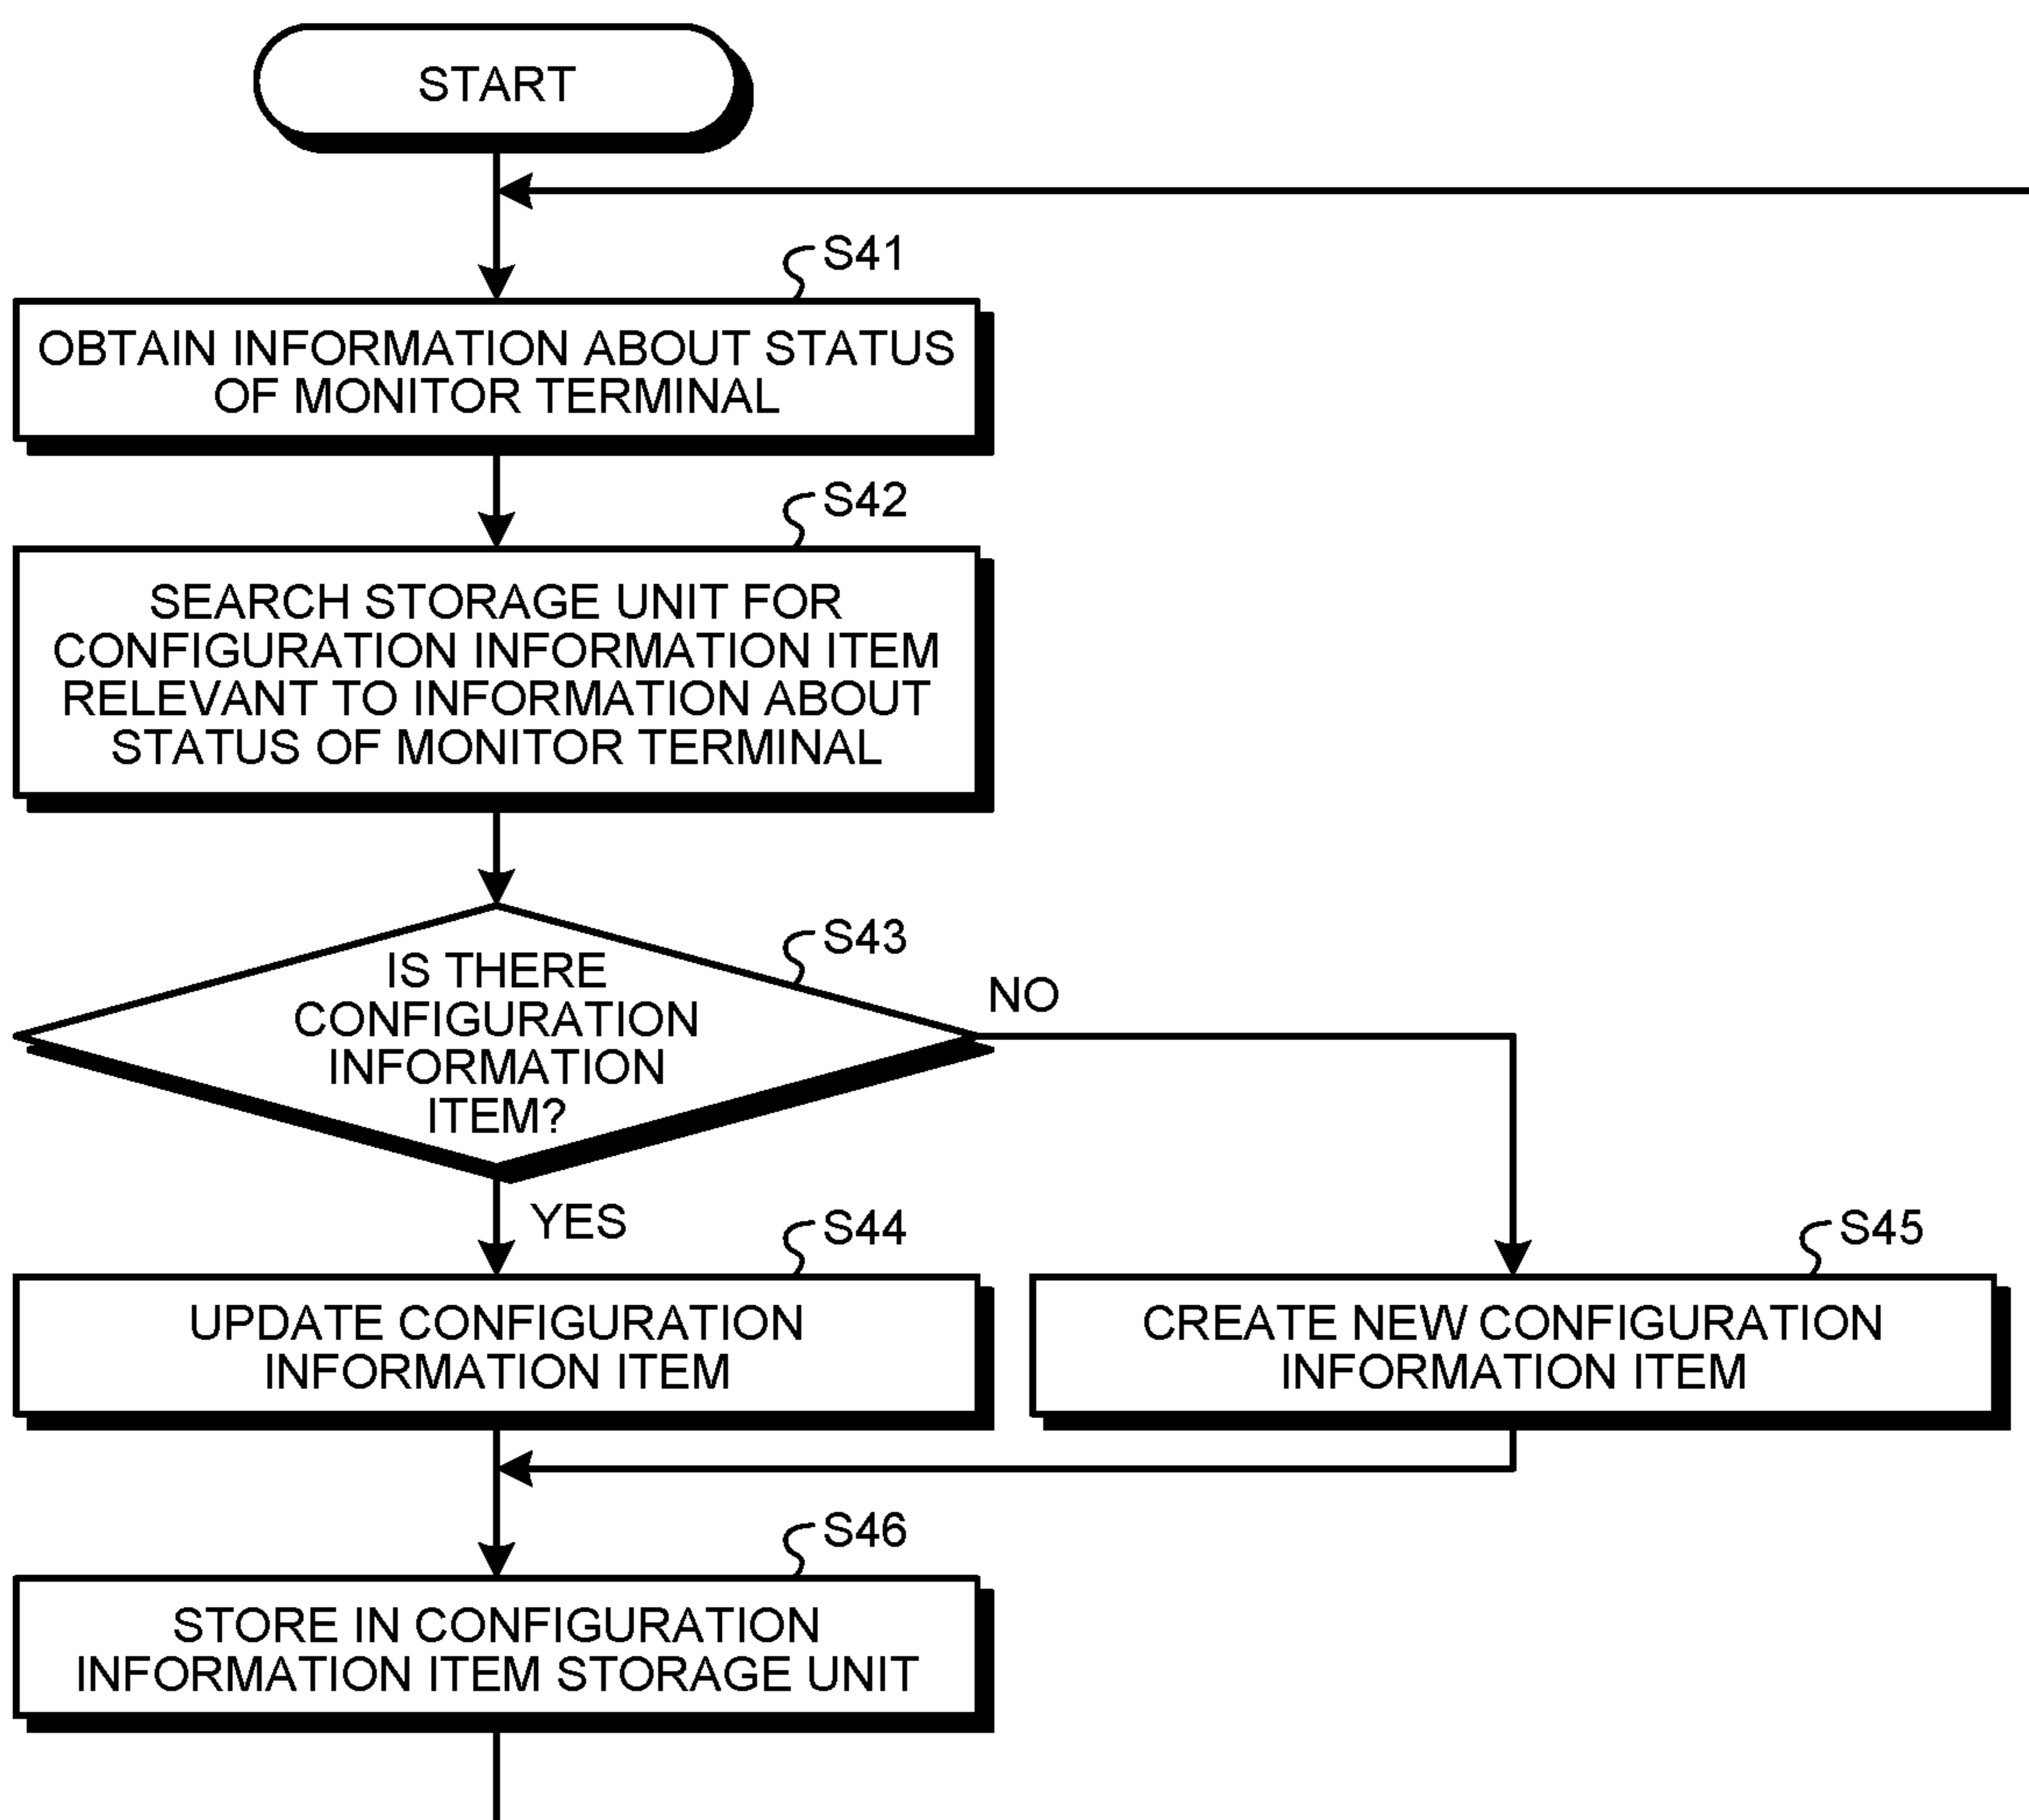 START
S41
OBTAIN INFORMATION ABOUT STATUS
OF MONITOR TERMINAL
S42
SEARCH STORAGE UNIT FOR
CONFIGURATION INFORMATION ITEM
RELEVANT TO INFORMATION ABOUT
STATUS OF MONITOR TERMINAL
S43
IS THERE
CONFIGURATION
INFORMATION
ITEM?
NO
YES
S44
UPDATE CONFIGURATION
INFORMATION ITEM
S45
CREATE NEW CONFIGURATION
INFORMATION ITEM
S46
STORE IN CONFIGURATION
INFORMATION ITEM STORAGE UNIT